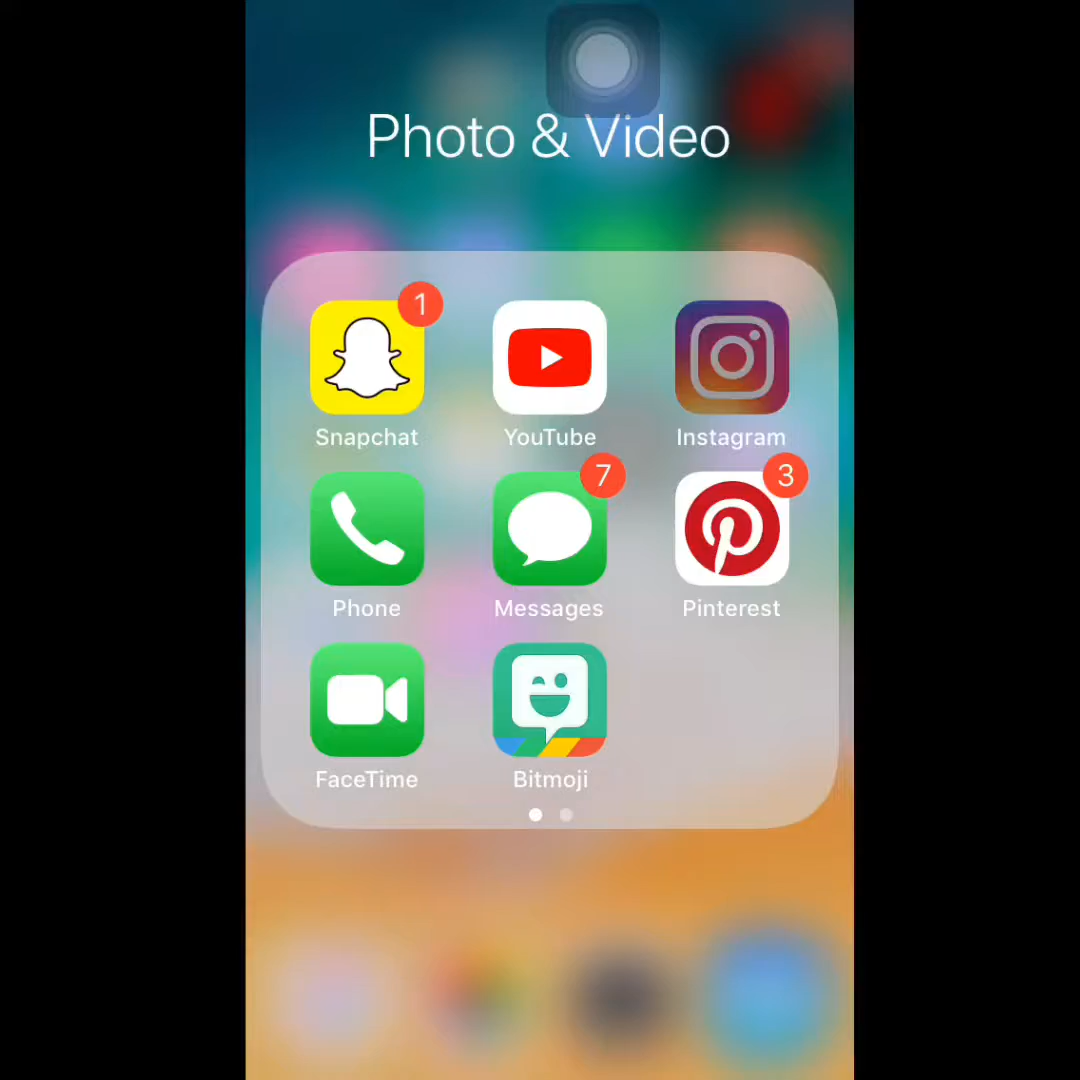 Photo & Video
1
Snapchat YouTube Instagram
7 3
Phone Messages Pinterest
FaceTime Bitmoji